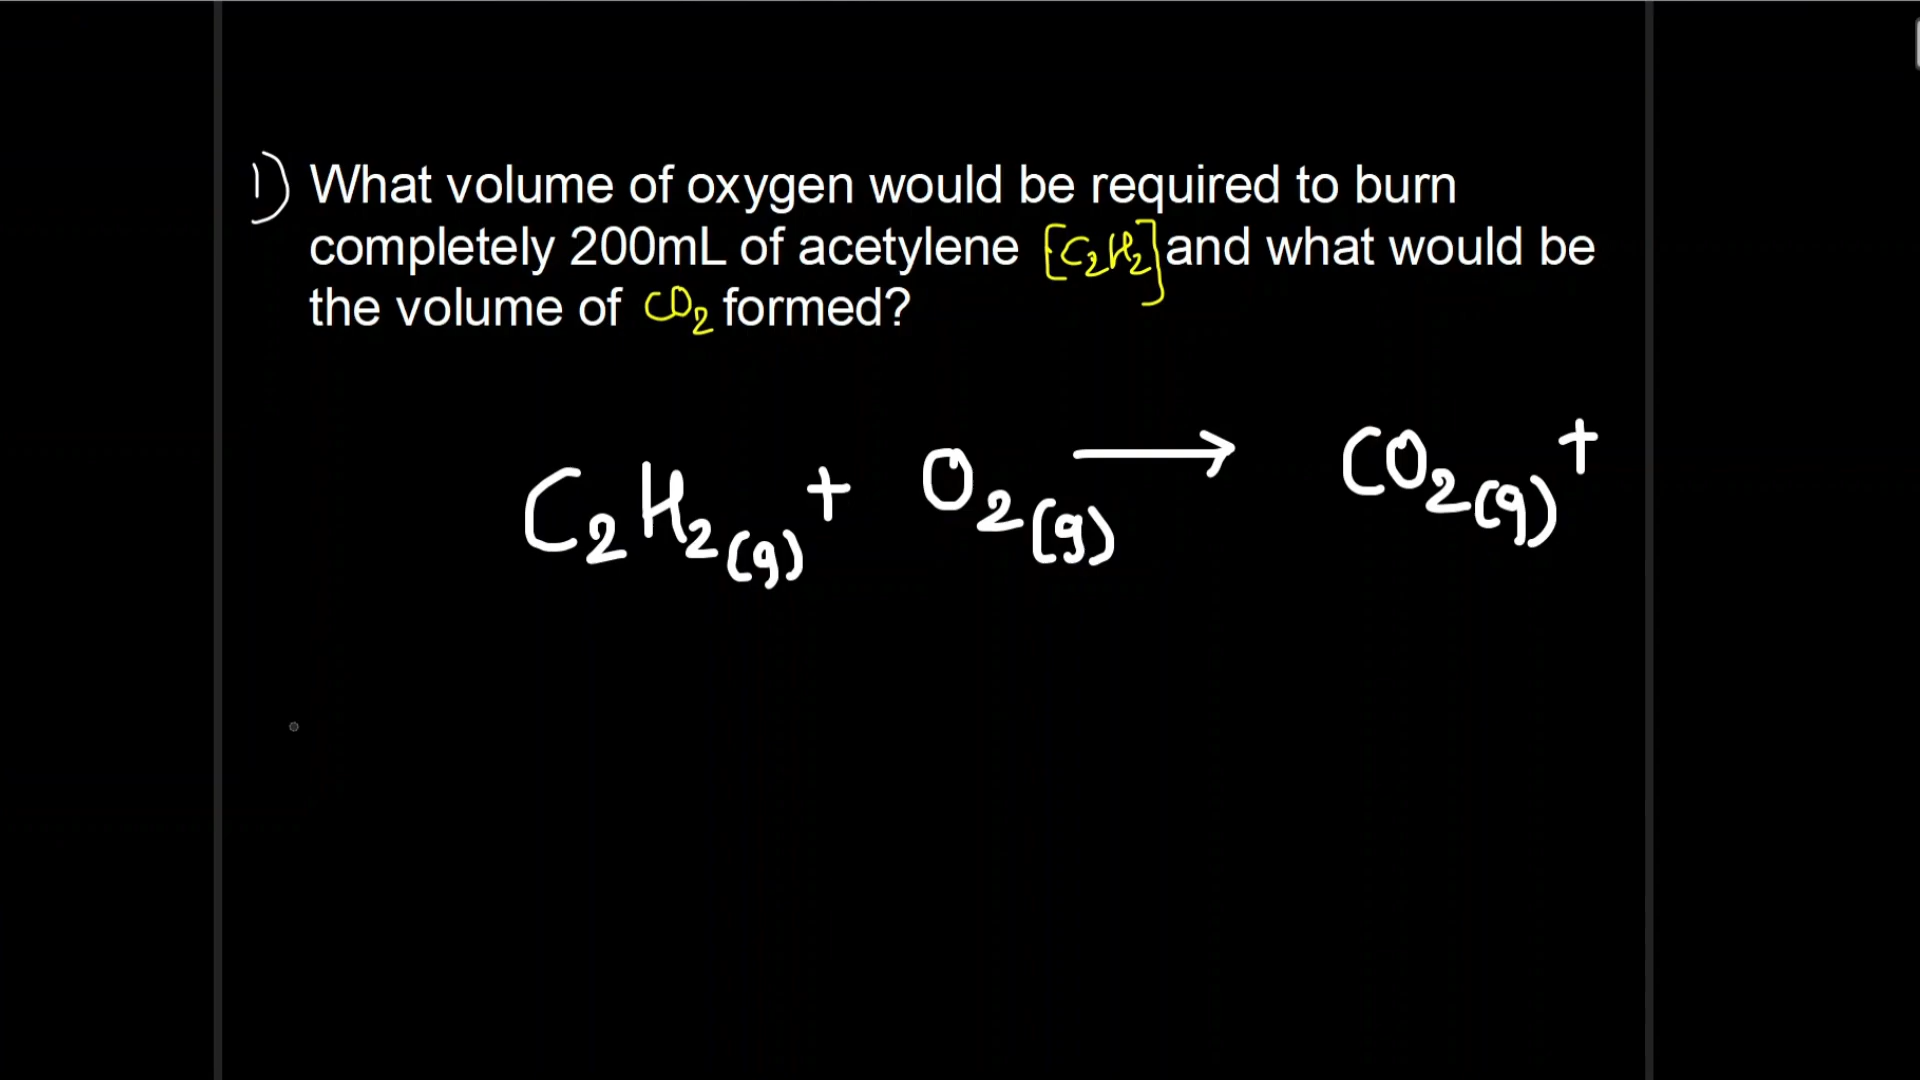 1) What volume of oxygen would be required to burn
completely 200mL of acetylene [C₂H₂] and what would be
the volume of CO₂ formed?
C₂H₂(g) + O₂(g) → CO₂(g) +